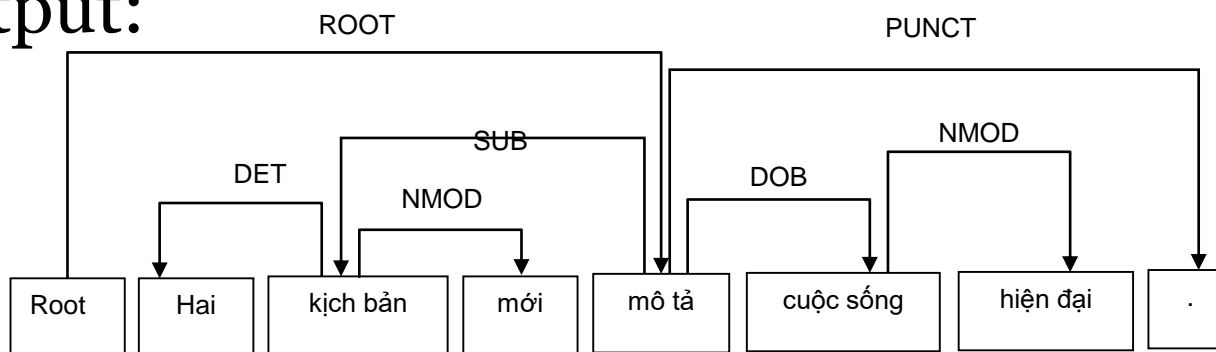 tput:
ROOT PUNCT
SUB NMOD
DET DOB
NMOD
Root Hai kịch bản mới mô tả cuộc sống hiện đại .